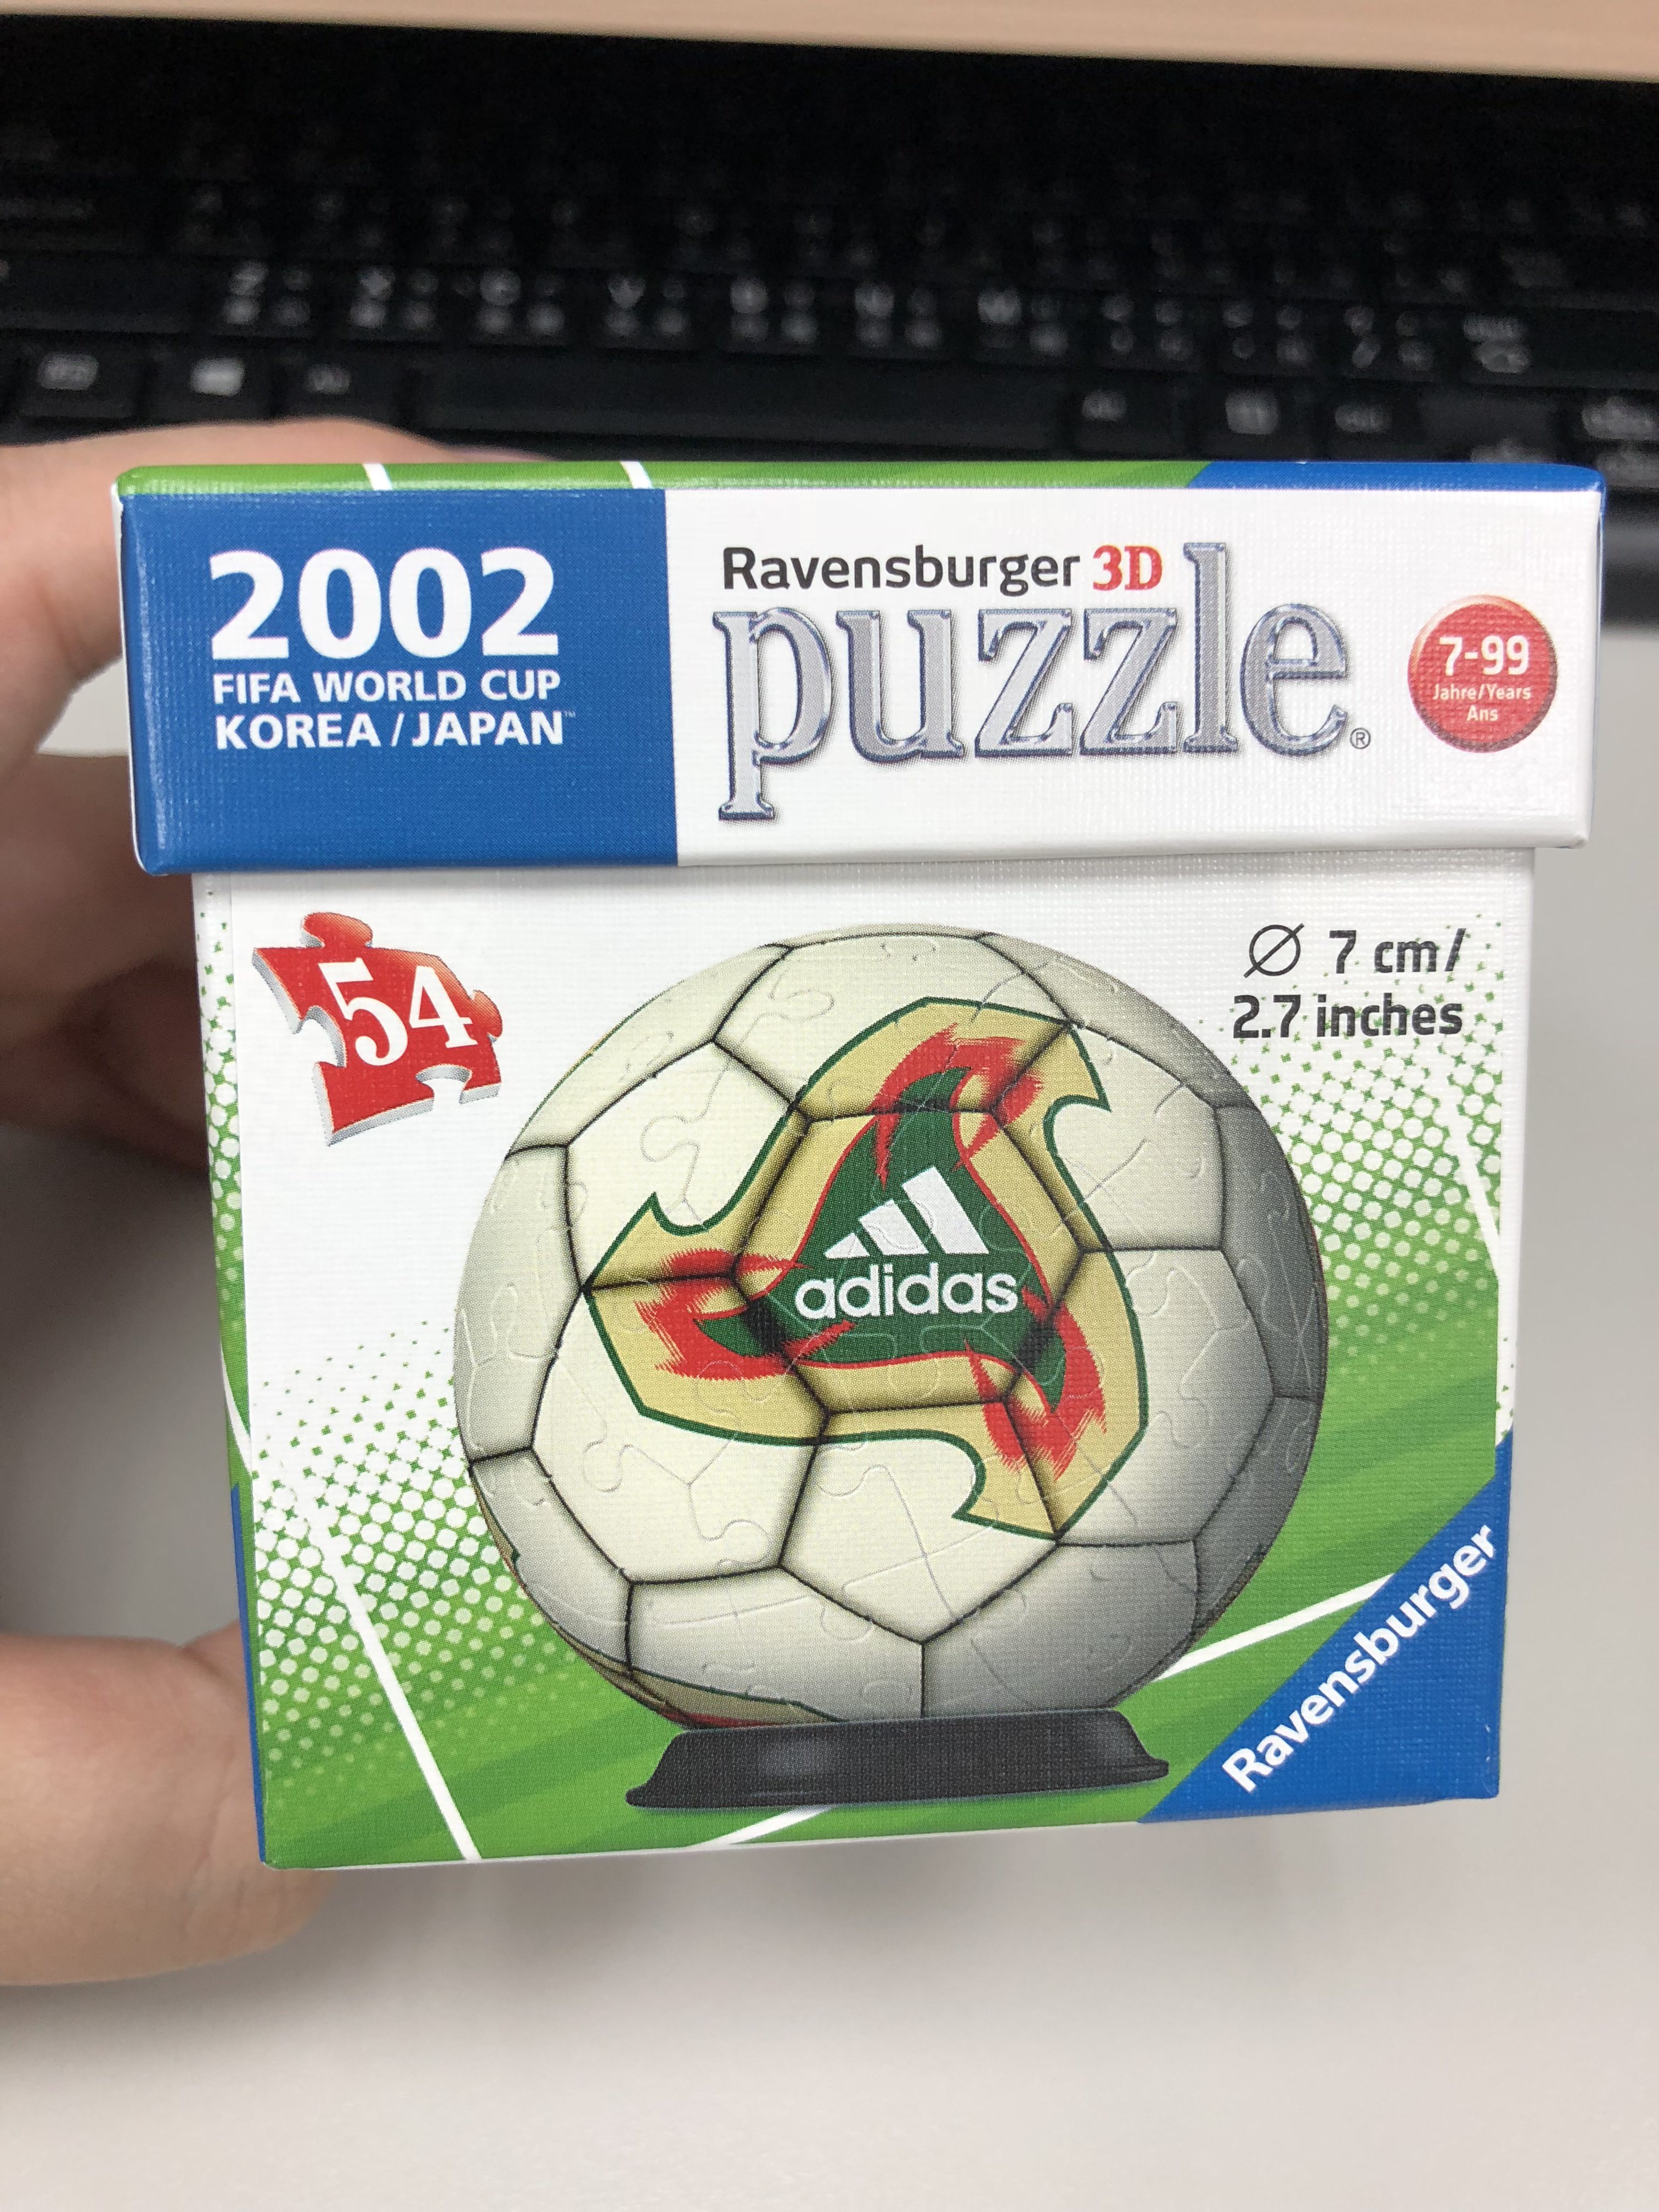 2002
FIFA WORLD CUP
KOREA / JAPAN™
Ravensburger 3D
puzzle®
7-99
Jahre/Years
Ans
54
Ø 7 cm/
2.7 inches
adidas
Ravensburger